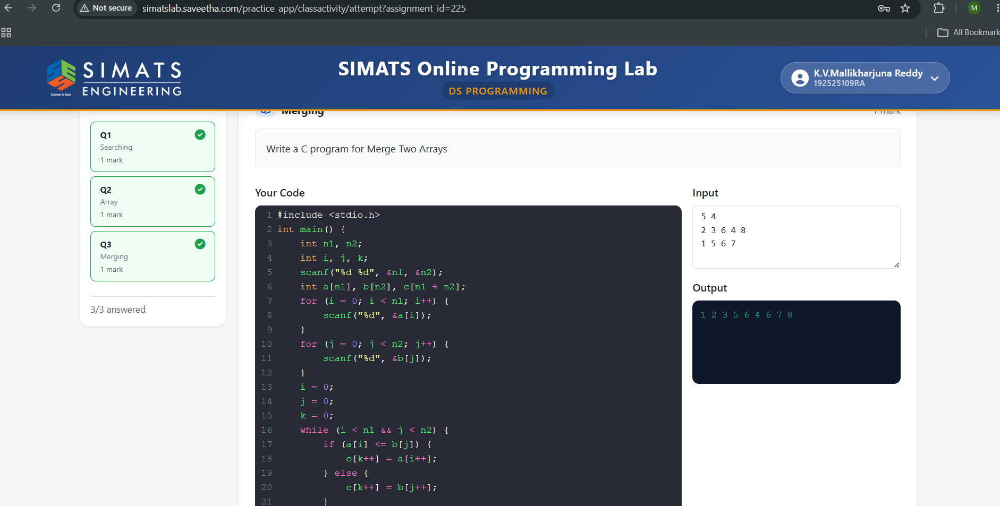 Not secure
simatslab.saveetha.com/practice_app/classactivity/attempt?assignment_id=225
M
All Bookmark
SIMATS
ENGINEERING
Engineer to Excel
SIMATS Online Programming Lab
DS PROGRAMMING
K.V.Mallikharjuna Reddy
192525109RA
Q1
Searching
1 mark
Q2
Array
1 mark
Q3
Merging
1 mark
3/3 answered
Q3 Merging
1 mark
Write a C program for Merge Two Arrays
Your Code
1 #include <stdio.h>
2 int main() {
3     int n1, n2;
4     int i, j, k;
5     scanf("%d %d", &n1, &n2);
6     int a[n1], b[n2], c[n1 + n2];
7     for (i = 0; i < n1; i++) {
8         scanf("%d", &a[i]);
9     }
10     for (j = 0; j < n2; j++) {
11         scanf("%d", &b[j]);
12     }
13     i = 0;
14     j = 0;
15     k = 0;
16     while (i < n1 && j < n2) {
17         if (a[i] <= b[j]) {
18             c[k++] = a[i++];
19         } else {
20             c[k++] = b[j++];
21         }
Input
5 4
2 3 6 4 8
1 5 6 7
Output
1 2 3 5 6 4 6 7 8